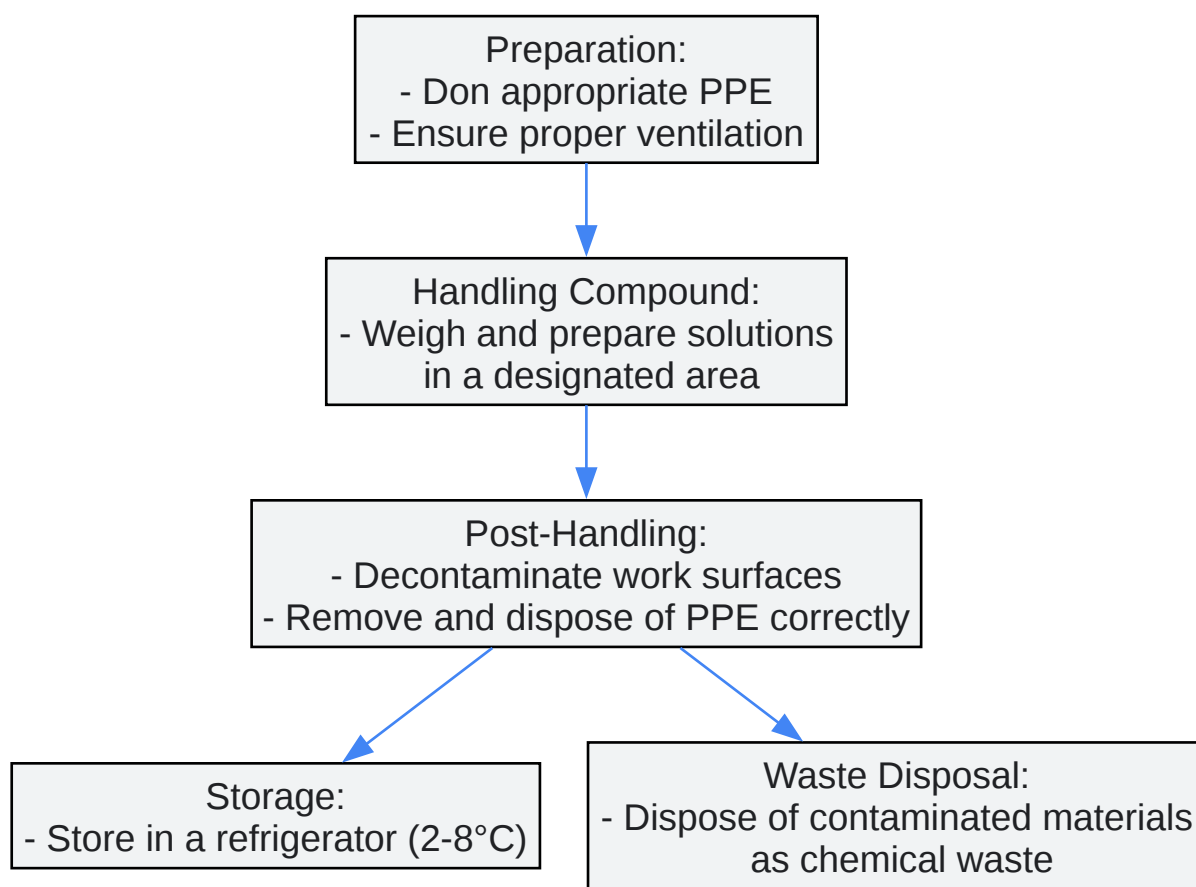 Preparation:
- Don appropriate PPE
- Ensure proper ventilation
Handling Compound:
- Weigh and prepare solutions
in a designated area
Post-Handling:
- Decontaminate work surfaces
- Remove and dispose of PPE correctly
Storage:
- Store in a refrigerator (2-8°C)
Waste Disposal:
- Dispose of contaminated materials
as chemical waste